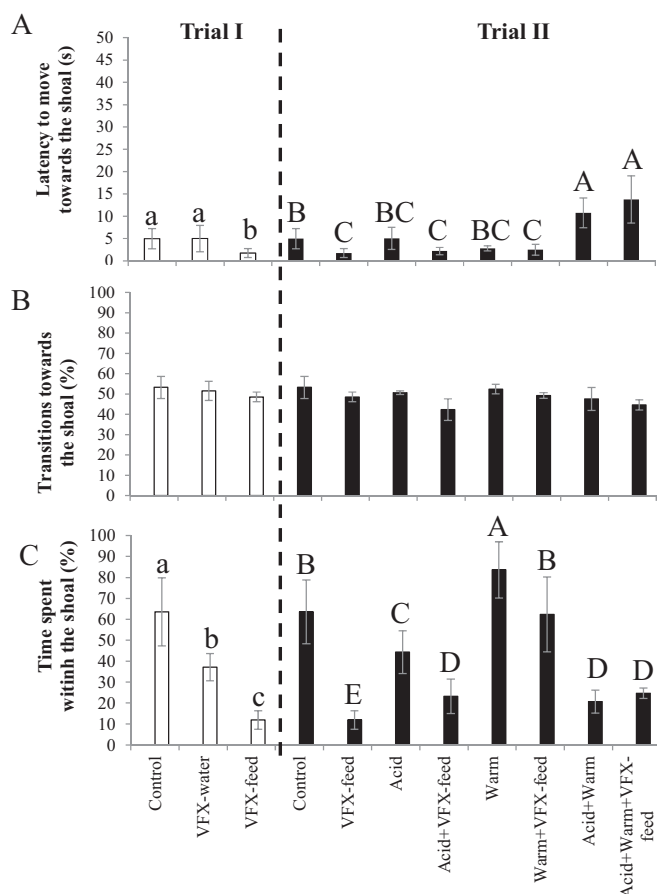 A
Trial I
Trial II
Latency to move
towards the shoal (s)
50
45
40
35
30
25
20
15
10
5
0
a
a
b
B
C
BC
C
BC
C
A
A
B
Transitions towards
the shoal (%)
100
90
80
70
60
50
40
30
20
10
0
C
Time spent
witinh the shoal (%)
100
90
80
70
60
50
40
30
20
10
0
a
b
c
B
E
C
D
A
B
D
D
Control
VFX-water
VFX-feed
Control
VFX-feed
Acid
Acid+VFX-feed
Warm
Warm+VFX-feed
Acid+Warm
Acid+Warm+VFX-
feed